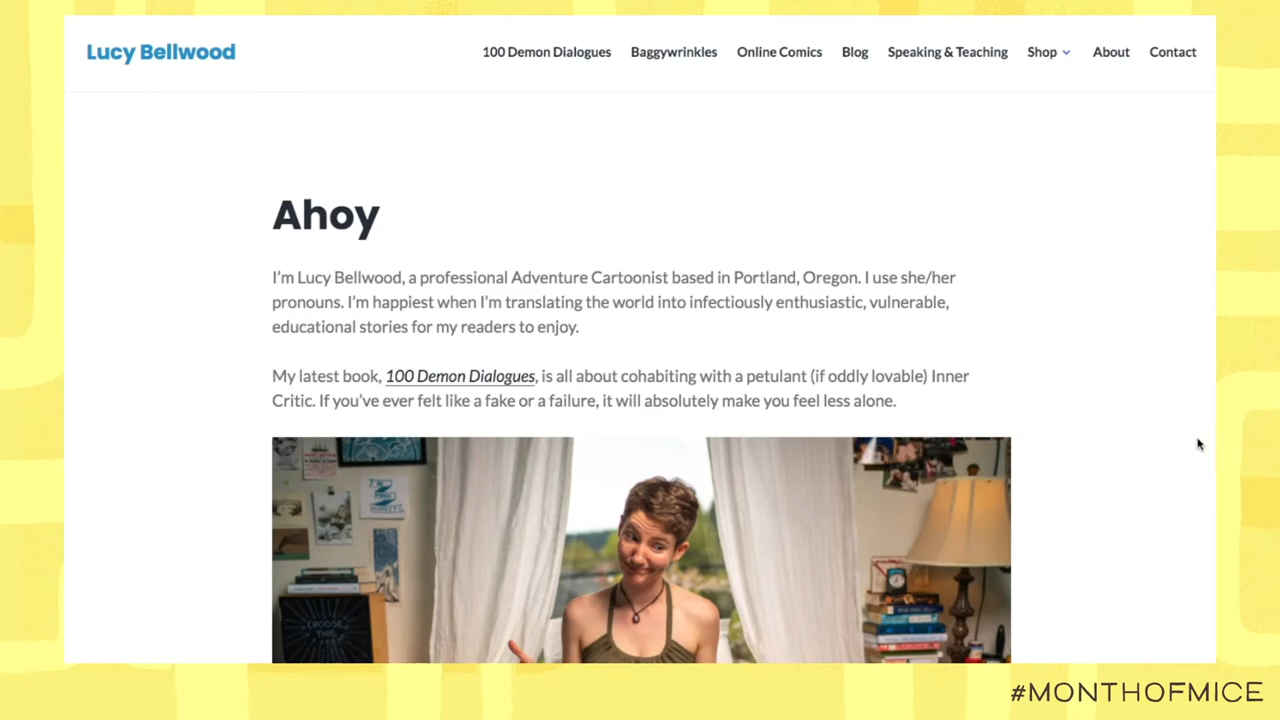 Lucy Bellwood
100 Demon Dialogues Baggywrinkles Online Comics Blog Speaking & Teaching Shop About Contact
Ahoy
I'm Lucy Bellwood, a professional Adventure Cartoonist based in Portland, Oregon. I use she/her
pronouns. I'm happiest when I'm translating the world into infectiously enthusiastic, vulnerable,
educational stories for my readers to enjoy.
My latest book, 100 Demon Dialogues, is all about cohabiting with a petulant (if oddly lovable) Inner
Critic. If you've ever felt like a fake or a failure, it will absolutely make you feel less alone.
CHOOSE
THIS
#MONTHOFMICE